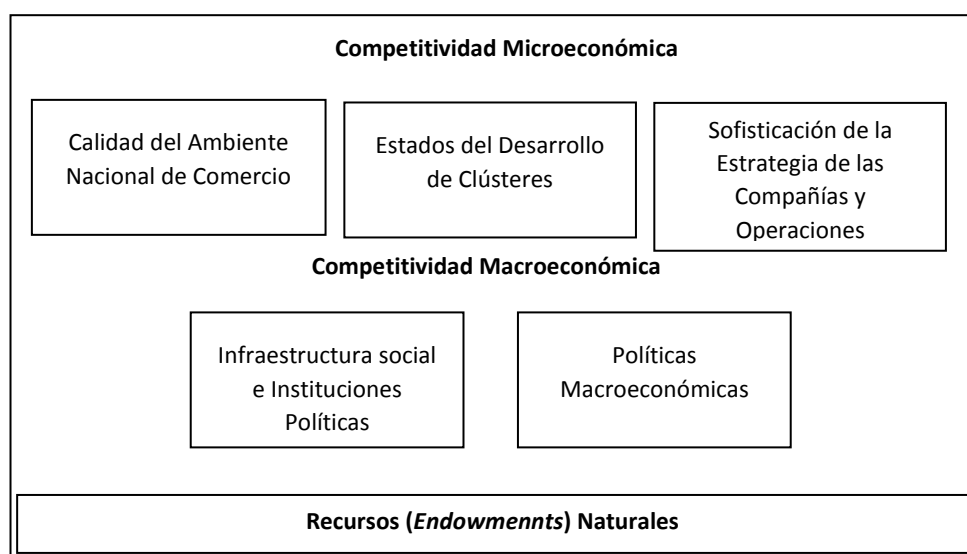 Competitividad Microeconómica
Calidad del Ambiente
Nacional de Comercio
Estados del Desarrollo
de Clústeres
Sofisticación de la
Estrategia de las
Compañías y
Operaciones
Competitividad Macroeconómica
Infraestructura social
e Instituciones
Políticas
Políticas
Macroeconómicas
Recursos (Endowmennts) Naturales